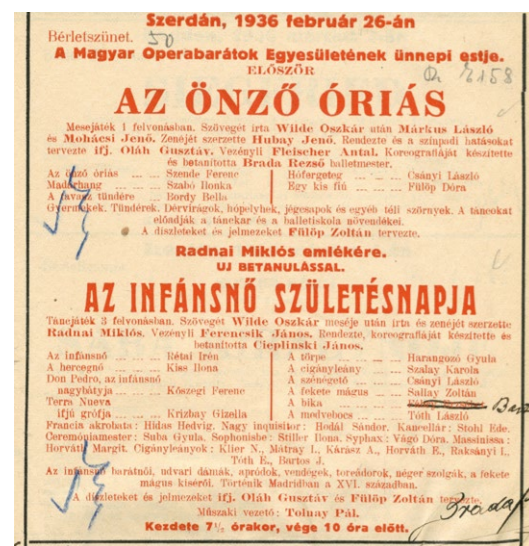 Szerdán, 1936 február 26-án
Bérletszünet. 50
A Magyar Operabarátok Egyesületének ünnepi estje.
ELŐSZÖR
AZ ÖNZŐ ÓRIÁS
Mesejáték 1 felvonásban. Szövegét írta Wilde Oszkár után Márkus László
és Mohácsi Jenő. Zenéjét szerzette Hubay Jenő. Rendezte és a színpadi hatásokat
tervezte ifj. Oláh Gusztáv. Vezényli Fleischer Antal. Koreografiáját készítette
és betanította Brada Rezső balletmester.
Az önző óriás — — Szende Ferenc
Madárhang — — Szabó Ilonka
A tavasz tündére — Bordy Bella
Hófergeteg — — — Csányi László
Egy kis fiú — — — Fülöp Dóra
Gyermekek. Tündérek. Dérvirágok, hópelyhek, jégcsapok és egyéb téli szörnyek. A táncokat
előadják a tánckar és a balletiskola növendékei.
A díszleteket és jelmezeket Fülöp Zoltán tervezte.
Radnai Miklós emlékére.
UJ BETANULÁSSAL.
AZ INFÁNSNŐ SZÜLETÉSNAPJA
Táncjáték 3 felvonásban. Szövegét Wilde Oszkár meséje után írta és zenéjét szerzette
Radnai Miklós. Vezényli Ferencsik János. Rendezte, koreografiáját készítette és
betanította Cieplinski János.
Az infánsnő — — Rétai Irén
A hercegnő — — Kiss Ilona
Don Pedro, az infánsnő
nagybátyja — — Kőszegi Ferenc
Terra Nueva
ifjú grófja — — Krizbay Gizella
A törpe — — — Harangozó Gyula
A cigányleány — — Szalay Karola
A szénégető — — Csányi László
A fekete mágus — Sallay Zoltán
A bika — — —
A medvebocs — — Tóth László
Francia akrobata: Hidas Hedvig. Nagy inquisitor: Hodál Sándor. Kancellár: Stohl Ede.
Ceremóniamester: Suba Gyula. Sophonisbe: Stiller Ilona. Syphax: Vágó Dóra. Massinissa:
Horváth Margit. Cigányleányok: Klier N., Mátray I., Kárász A., Horváth E., Raksányi I.,
Tóth E., Bartos J.
Az infánsnő barátnői, udvari dámák, apródok, vendégek, toreádorok, néger szolgák, a fekete
mágus kísérői. Történik Madridban a XVI. században.
A díszleteket és jelmezeket ifj. Oláh Gusztáv és Fülöp Zoltán tervezte.
Műszaki vezető: Tolnay Pál.
Kezdete 7½ órakor, vége 10 óra előtt.